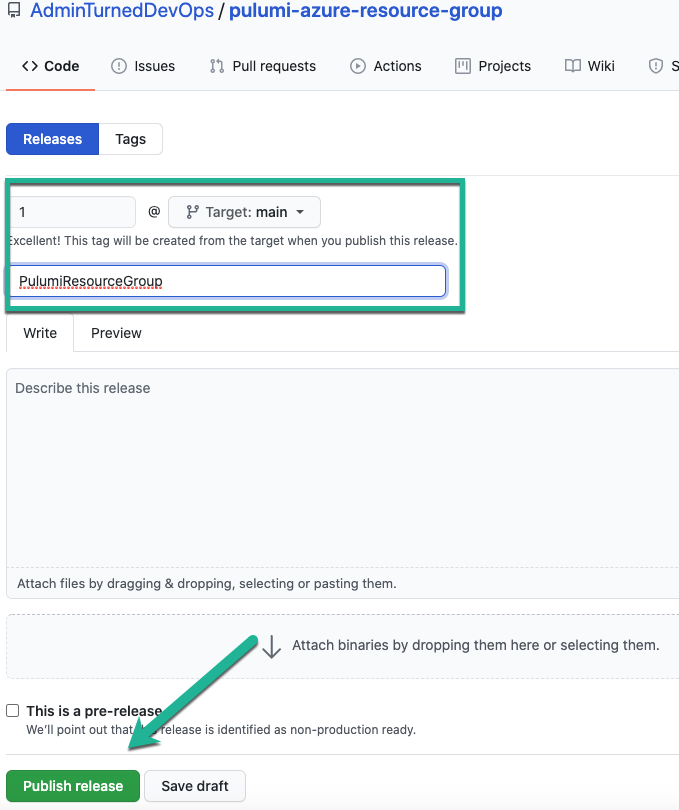 AdminTurnedDevOps / pulumi-azure-resource-group
<> Code Issues Pull requests Actions Projects Wiki S
Releases Tags
1 @ Target: main
Excellent! This tag will be created from the target when you publish this release.
PulumiResourceGroup
Write Preview
Describe this release
Attach files by dragging & dropping, selecting or pasting them.
Attach binaries by dropping them here or selecting them.
This is a pre-release
We'll point out that this release is identified as non-production ready.
Publish release Save draft